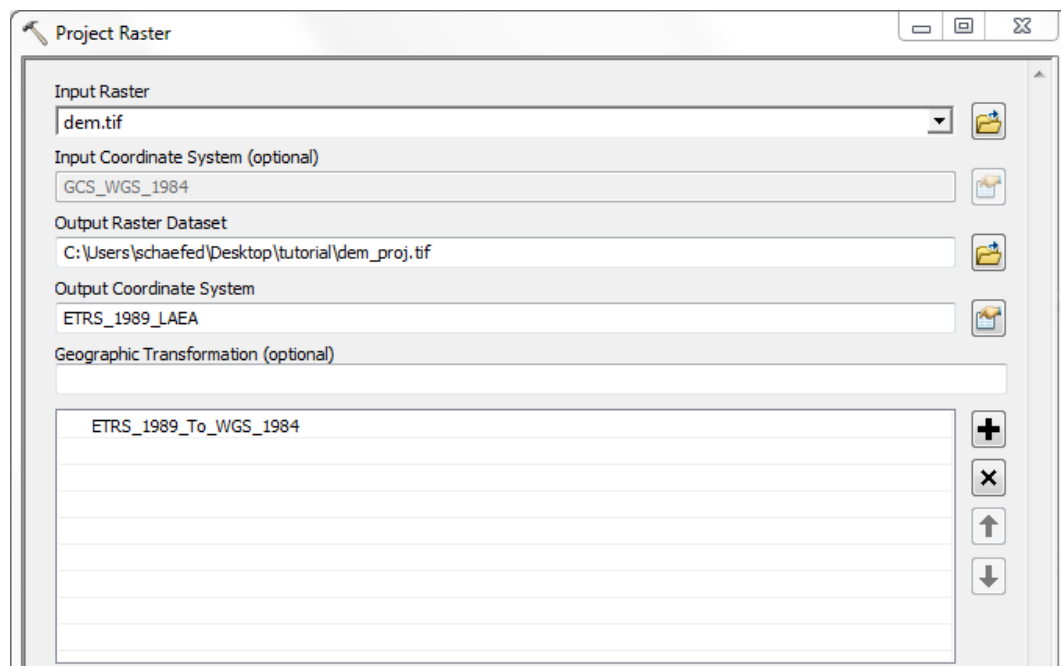 Project Raster
Input Raster
dem.tif
Input Coordinate System (optional)
GCS_WGS_1984
Output Raster Dataset
C:\Users\schaefed\Desktop\tutorial\dem_proj.tif
Output Coordinate System
ETRS_1989_LAEA
Geographic Transformation (optional)
ETRS_1989_To_WGS_1984